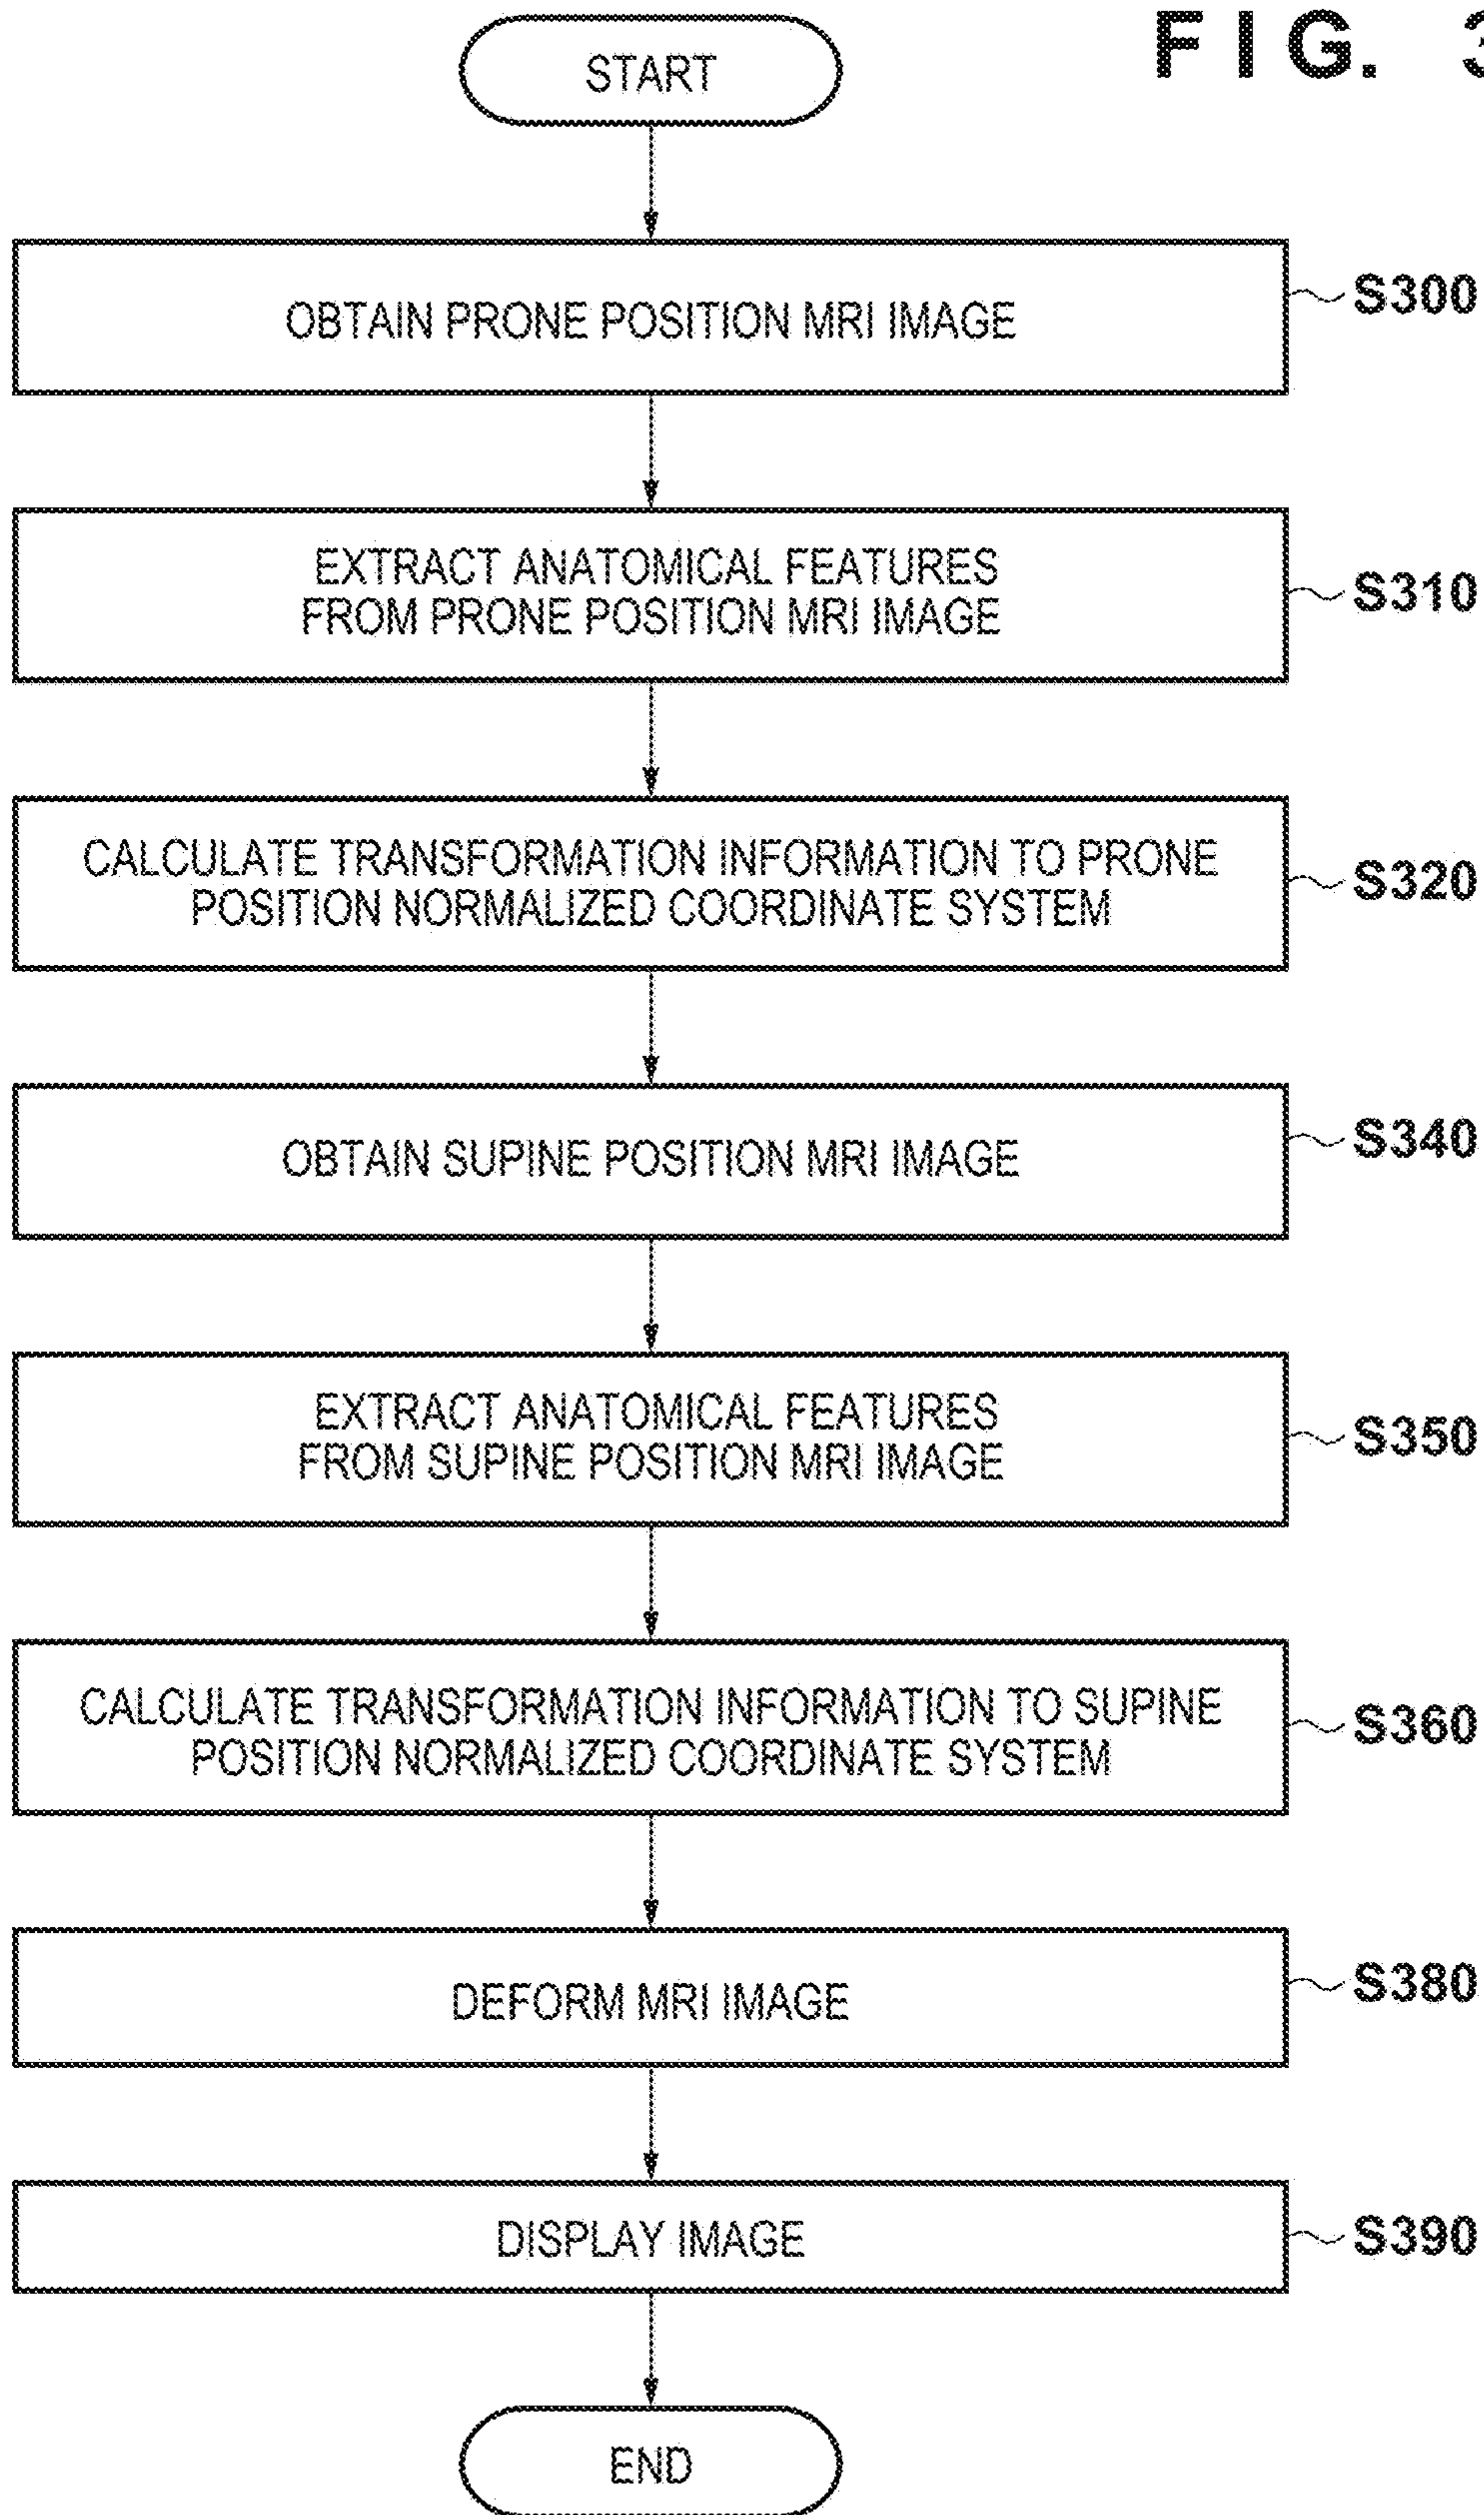 FIG. 3
START
OBTAIN PRONE POSITION MRI IMAGE
S300
EXTRACT ANATOMICAL FEATURES
FROM PRONE POSITION MRI IMAGE
S310
CALCULATE TRANSFORMATION INFORMATION TO PRONE
POSITION NORMALIZED COORDINATE SYSTEM
S320
OBTAIN SUPINE POSITION MRI IMAGE
S340
EXTRACT ANATOMICAL FEATURES
FROM SUPINE POSITION MRI IMAGE
S350
CALCULATE TRANSFORMATION INFORMATION TO SUPINE
POSITION NORMALIZED COORDINATE SYSTEM
S360
DEFORM MRI IMAGE
S380
DISPLAY IMAGE
S390
END